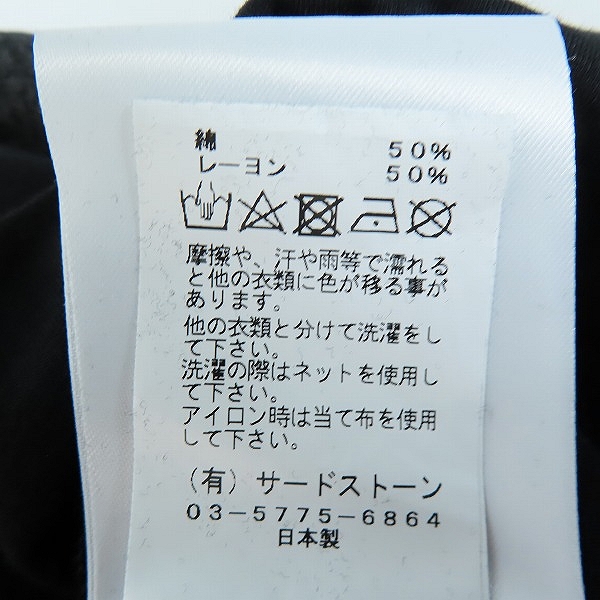 綿 50%
レーヨン 50%
摩擦や、汗や雨等で濡れる
と他の衣類に色が移る事が
あります。
他の衣類と分けて洗濯をし
て下さい。
洗濯の際はネットを使用し
て下さい。
アイロン時は当て布を使用
して下さい。
(有)サードストーン
03-5775-6864
日本製